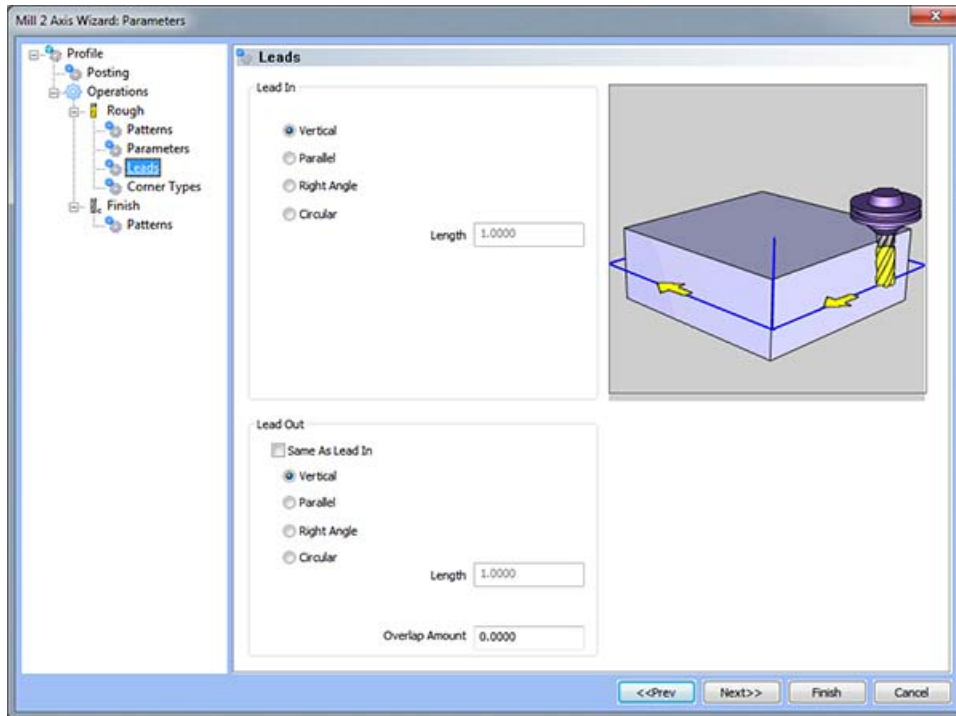 Mill 2 Axis Wizard: Parameters
Profile
Posting
Operations
Rough
Patterns
Parameters
Leads
Corner Types
Finish
Patterns
Leads
Lead In
Vertical
Parallel
Right Angle
Circular
Length 1.0000
Lead Out
Same As Lead In
Vertical
Parallel
Right Angle
Circular
Length 1.0000
Overlap Amount 0.0000
<<Prev Next>> Finish Cancel